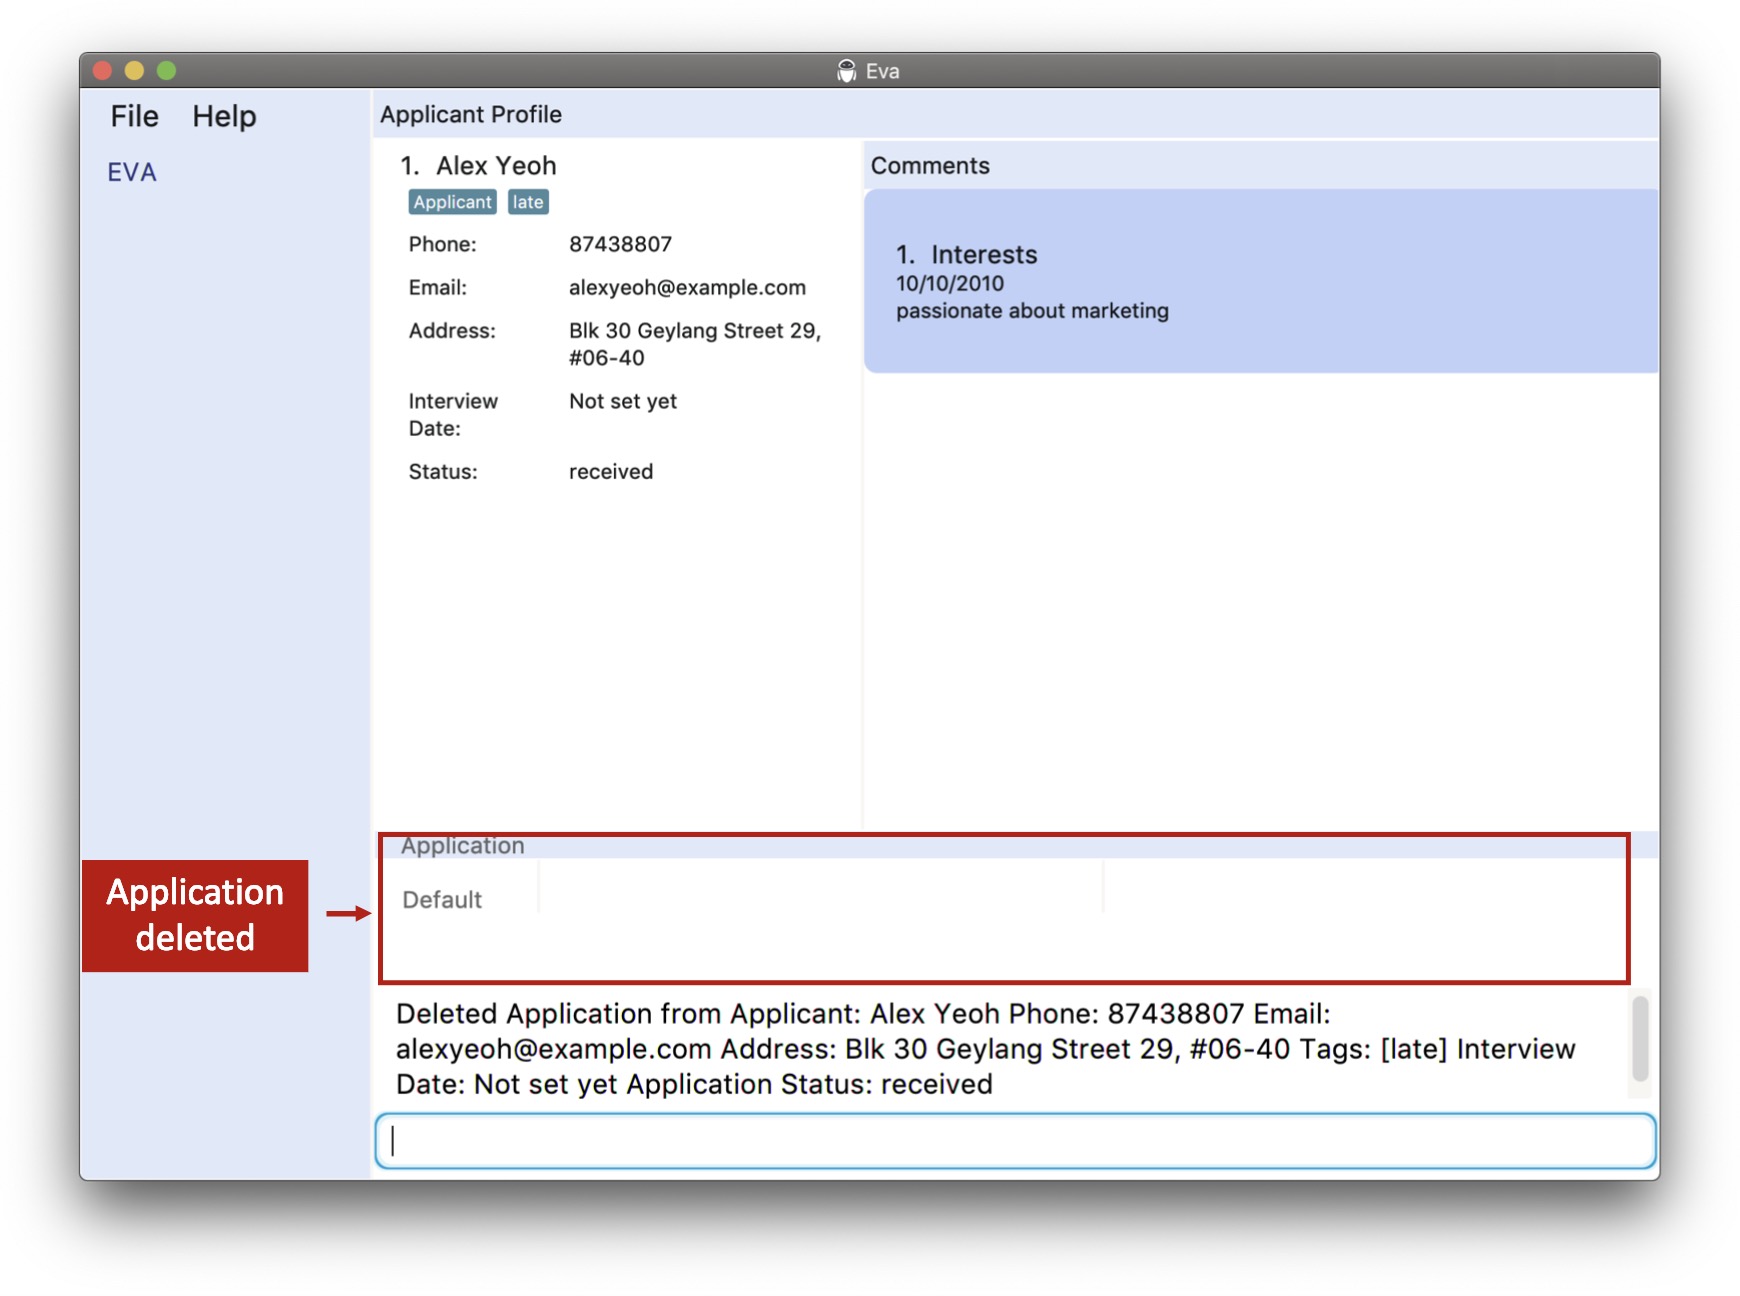 Eva
File Help
EVA
Applicant Profile
1. Alex Yeoh
Applicant late
Phone: 87438807
Email: alexyeoh@example.com
Address: Blk 30 Geylang Street 29,
#06-40
Interview Not set yet
Date:
Status: received
Comments
1. Interests
10/10/2010
passionate about marketing
Application
Default
Application
deleted
Deleted Application from Applicant: Alex Yeoh Phone: 87438807 Email:
alexyeoh@example.com Address: Blk 30 Geylang Street 29, #06-40 Tags: [late] Interview
Date: Not set yet Application Status: received